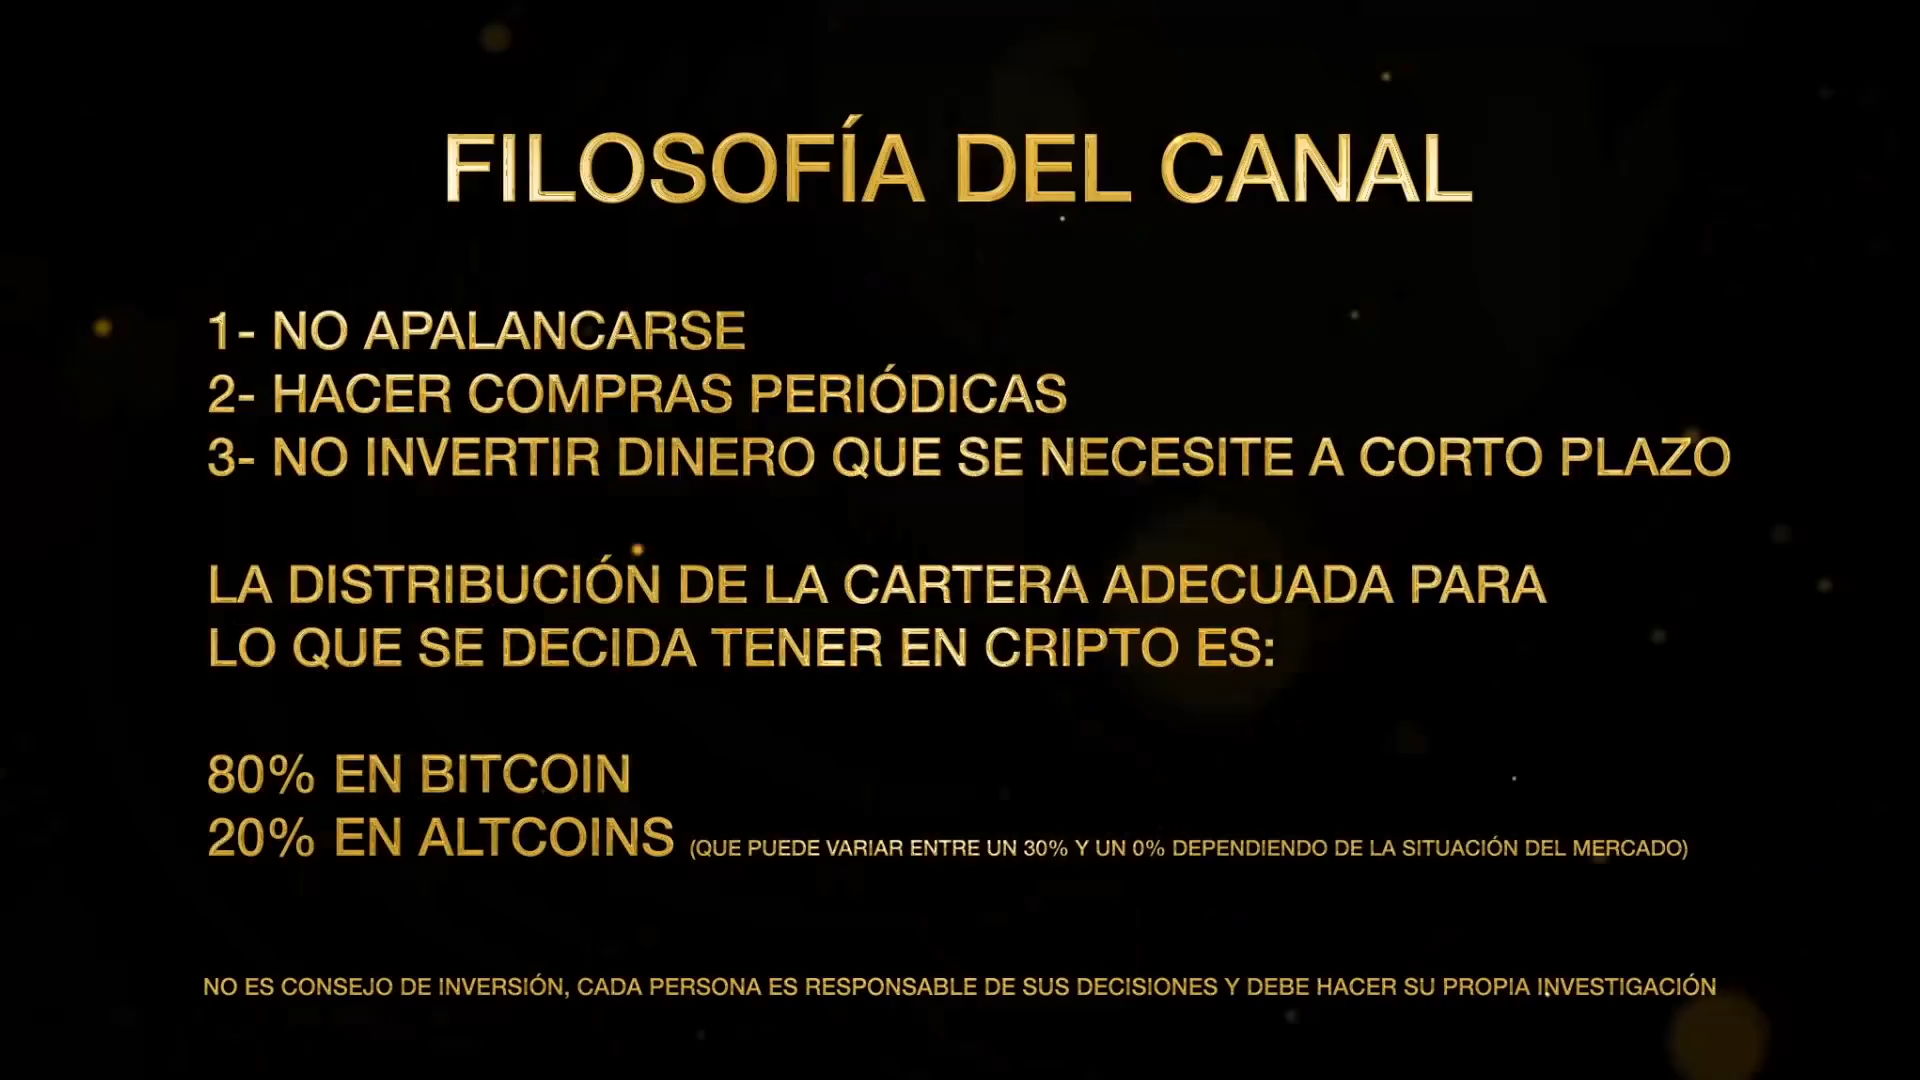 FILOSOFÍA DEL CANAL
1- NO APALANCARSE
2- HACER COMPRAS PERIÓDICAS
3- NO INVERTIR DINERO QUE SE NECESITE A CORTO PLAZO
LA DISTRIBUCIÓN DE LA CARTERA ADECUADA PARA
LO QUE SE DECIDA TENER EN CRIPTO ES:
80% EN BITCOIN
20% EN ALTCOINS (QUE PUEDE VARIAR ENTRE UN 30% Y UN 0% DEPENDIENDO DE LA SITUACIÓN DEL MERCADO)
NO ES CONSEJO DE INVERSIÓN, CADA PERSONA ES RESPONSABLE DE SUS DECISIONES Y DEBE HACER SU PROPIA INVESTIGACIÓN